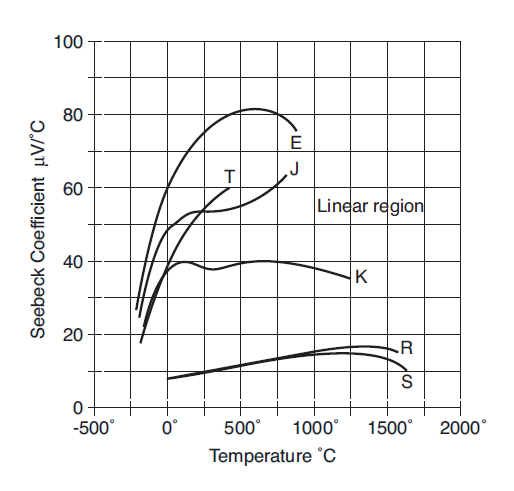 100
80
60
40
20
0
Seebeck Coefficient µV/˚C
E
J
T
Linear region
K
R
S
-500˚ 0˚ 500˚ 1000˚ 1500˚ 2000˚
Temperature ˚C